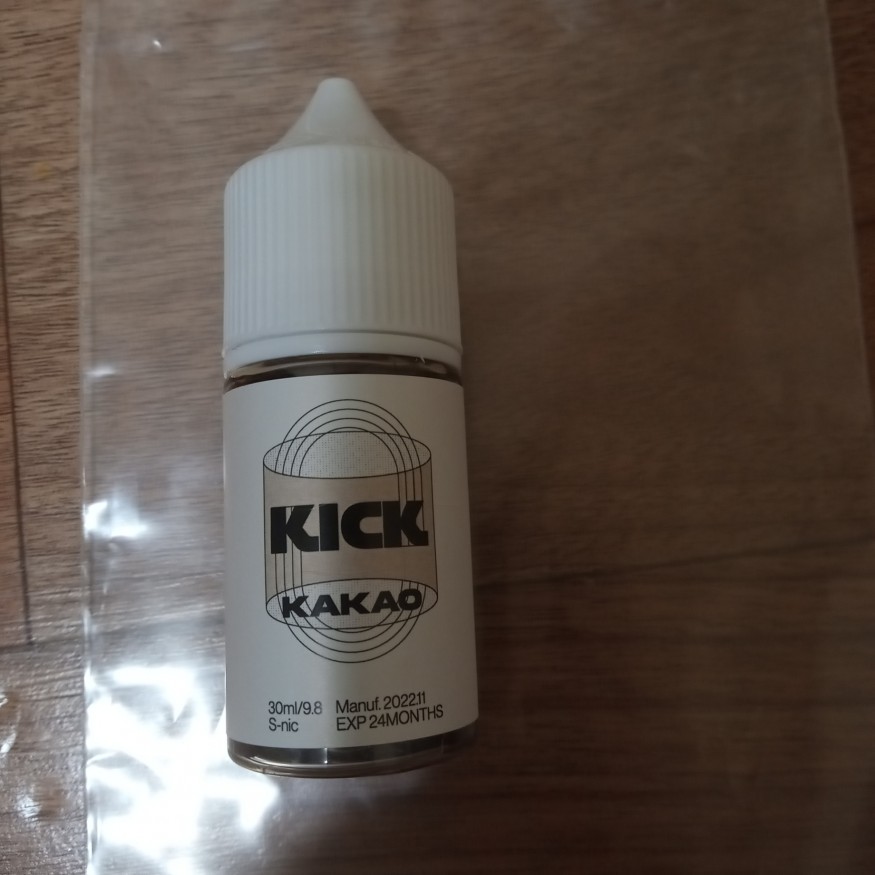 KICK
KAKAO
30ml/9.8 Manuf. 2022.11
S-nic EXP 24MONTHS